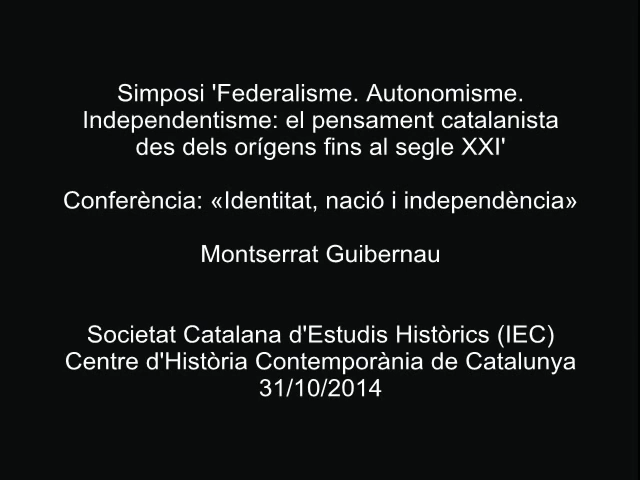 Simposi 'Federalisme. Autonomisme.
Independentisme: el pensament catalanista
des dels orígens fins al segle XXI'
Conferència: «Identitat, nació i independència»
Montserrat Guibernau
Societat Catalana d'Estudis Històrics (IEC)
Centre d'Història Contemporània de Catalunya
31/10/2014